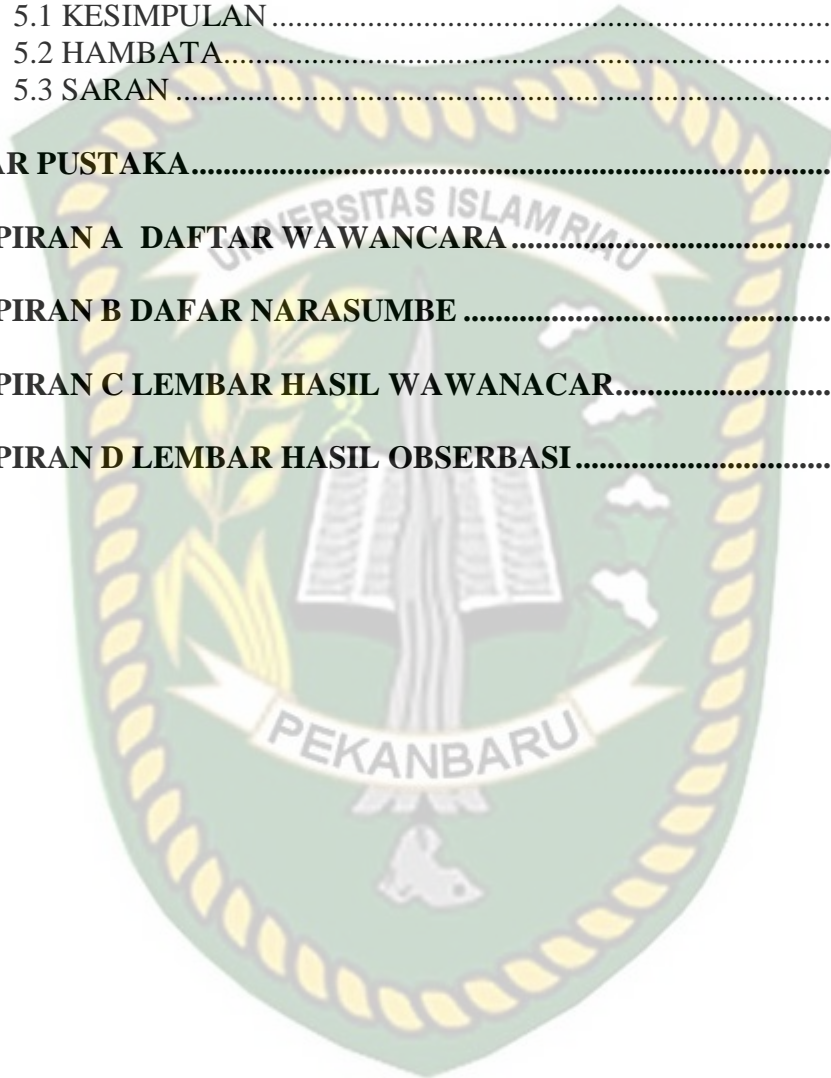 5.1 KESIMPULAN................................................................
5.2 HAMBATA................................................................
5.3 SARAN................................................................
AR PUSTAKA................................................................
UNIVERSITAS ISLAM RIAU
PIRAN A DAFTAR WAWANCARA................................
PIRAN B DAFAR NARASUMBE................................
PIRAN C LEMBAR HASIL WAWANACAR................................
PIRAN D LEMBAR HASIL OBSERBASI................................
PEKANBARU